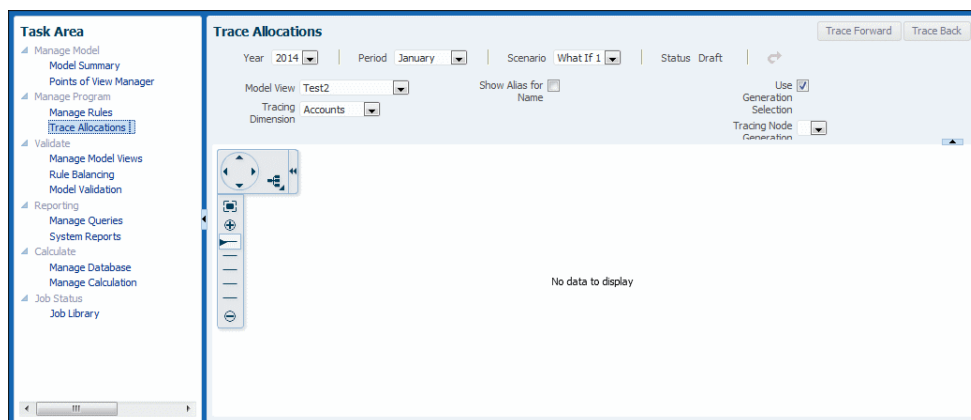 Task Area
Manage Model
Model Summary
Points of View Manager
Manage Program
Manage Rules
Trace Allocations
Validate
Manage Model Views
Rule Balancing
Model Validation
Reporting
Manage Queries
System Reports
Calculate
Manage Database
Manage Calculation
Job Status
Job Library
Trace Allocations
Trace Forward Trace Back
Year 2014 Period January Scenario What If 1 Status Draft
Model View Test2
Show Alias for
Name
Use
Generation
Selection
Tracing
Dimension
Accounts
Tracing Node
Generation
No data to display